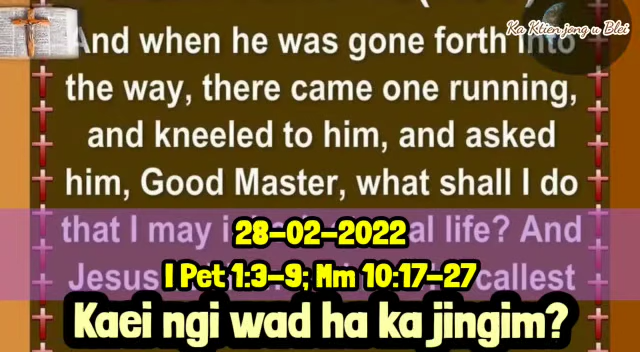 Ka Ktien jong u Blei
And when he was gone forth into
the way, there came one running,
and kneeled to him, and asked
him, Good Master, what shall I do
that I may life? And
28-02-2022
Jesus callest
I Pet 1:3-9; Mm 10:17-27
Kaei ngi wad ha ka jingim?